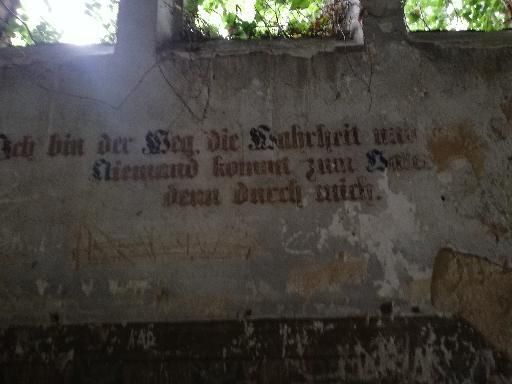 Ich bin der Weg, die Wahrheit und
Niemand kommt zum Vater
denn durch mich.